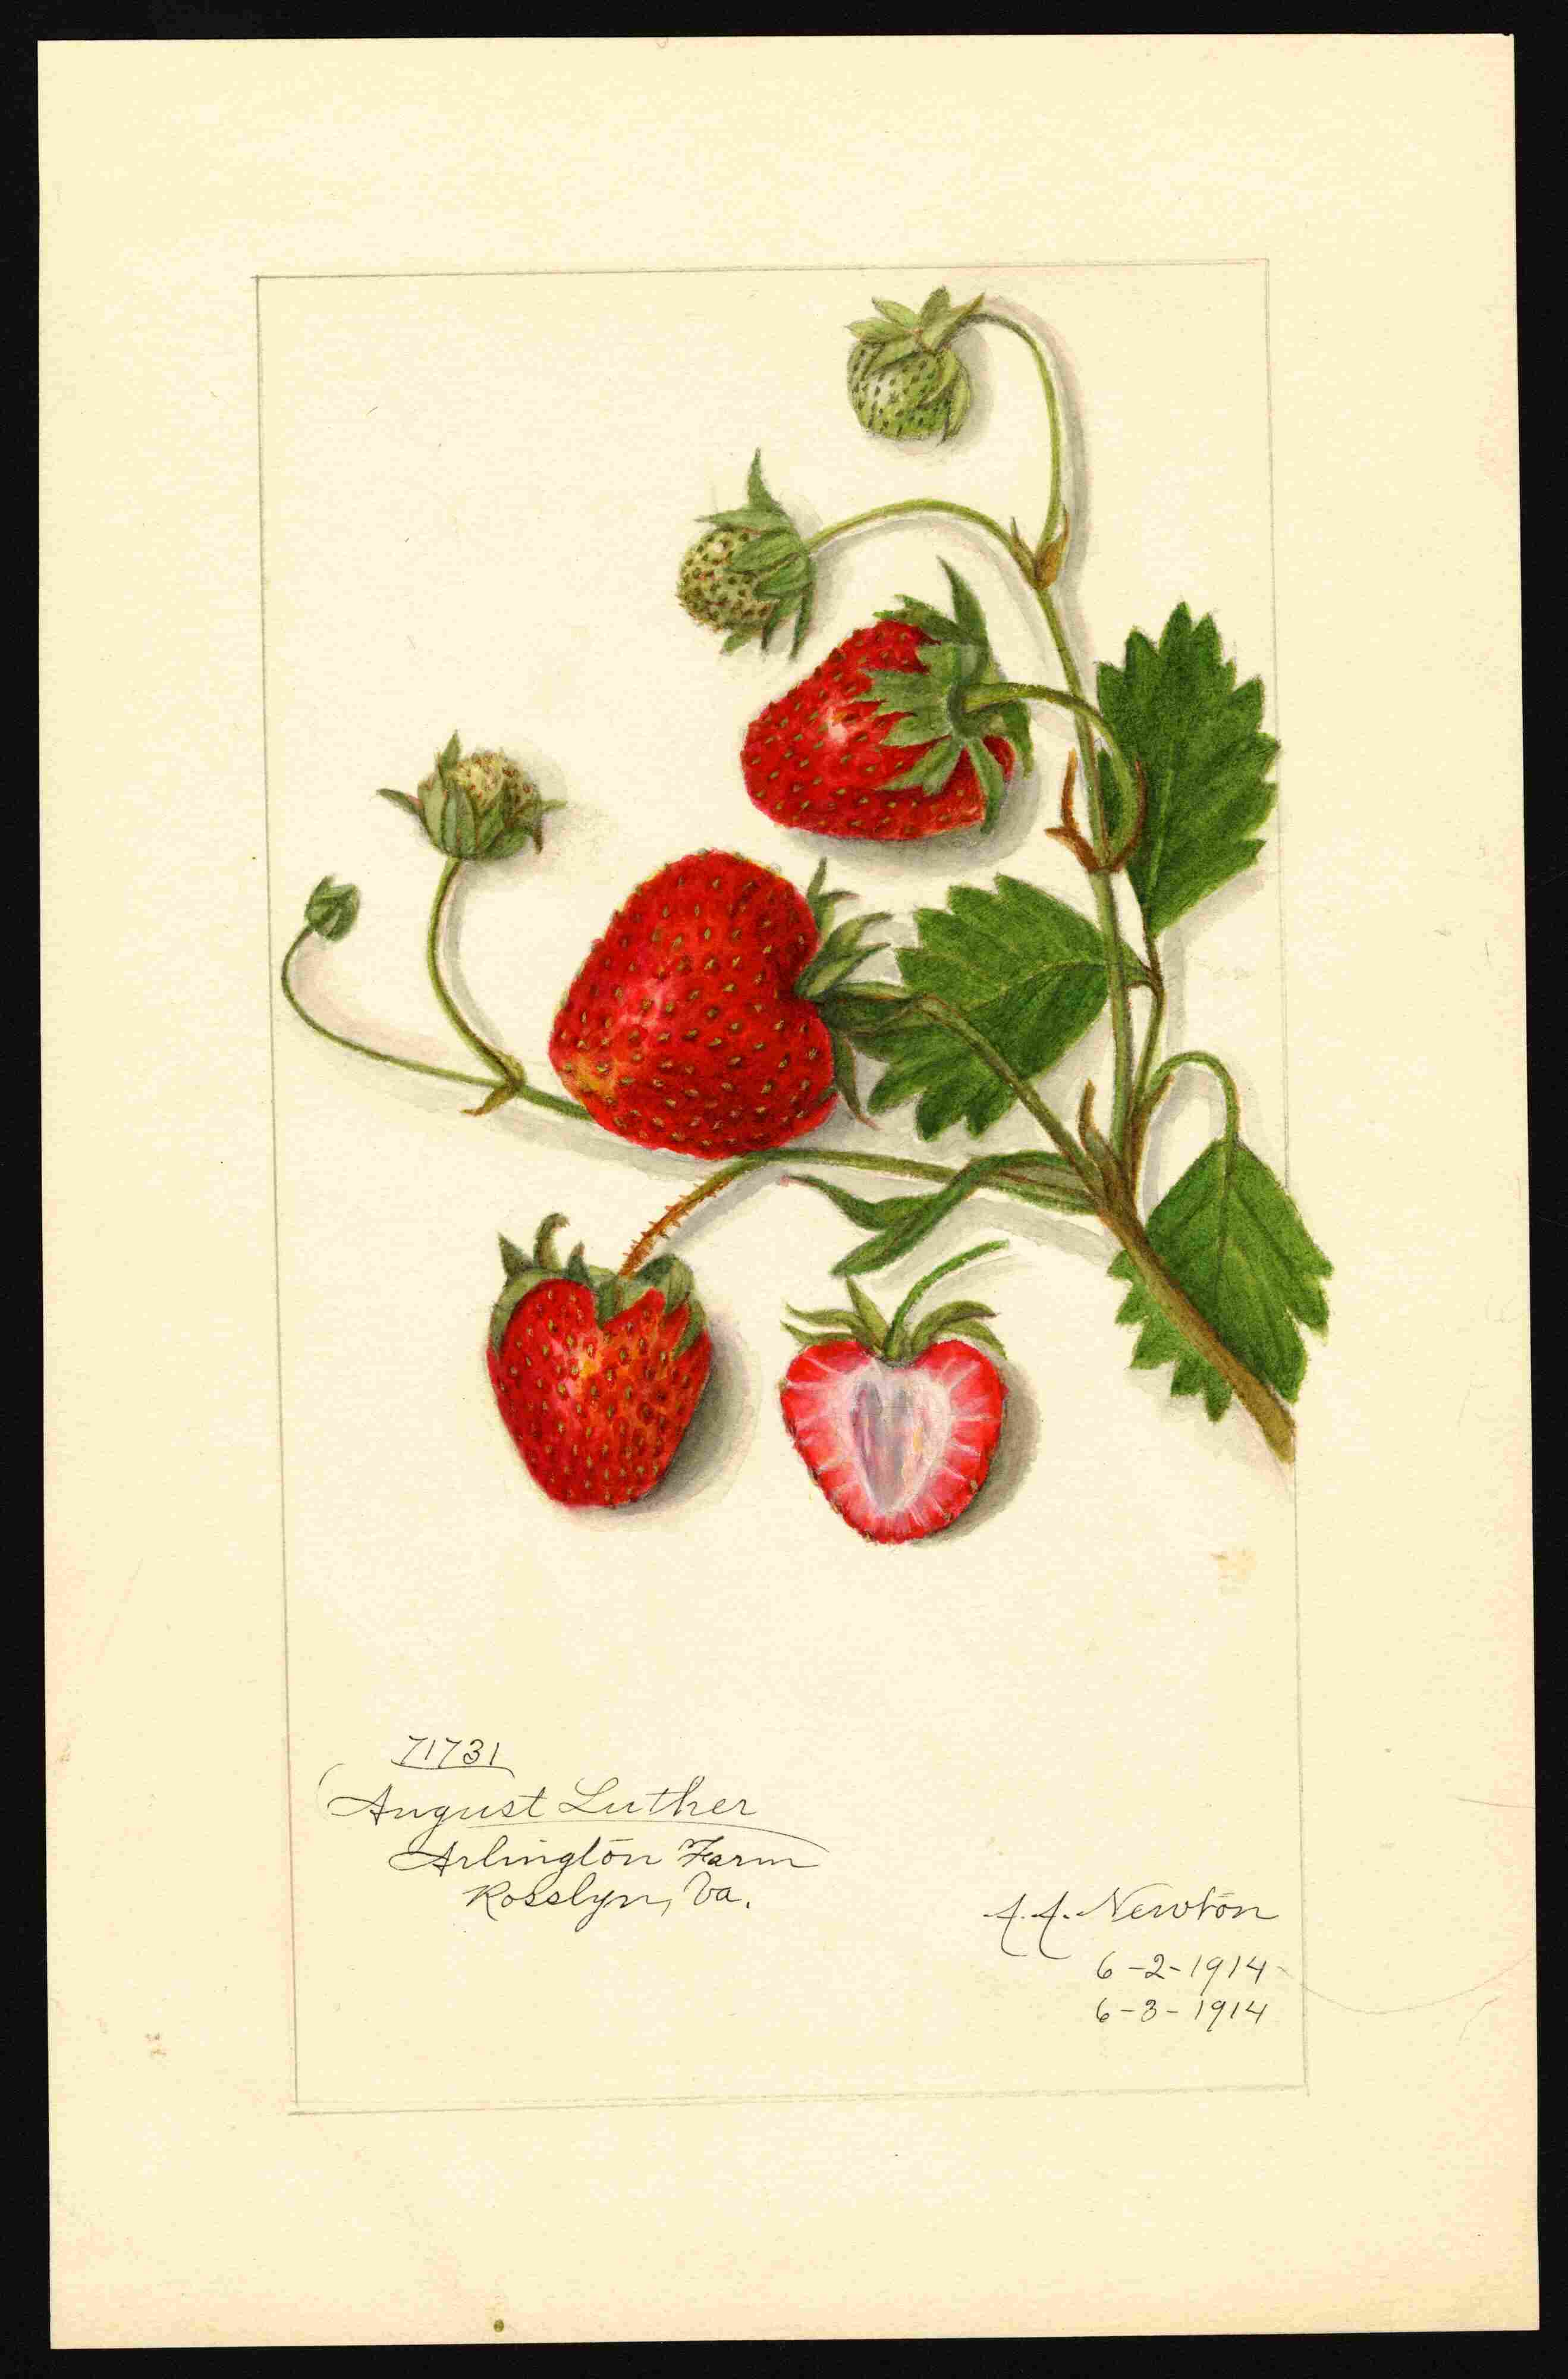 71731
August Luther
Arlington Farm
Rosslyn, Va.
A.A. Newton
6-2-1914
6-3-1914